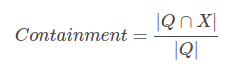 Containment = |Q ∩ X| / |Q|